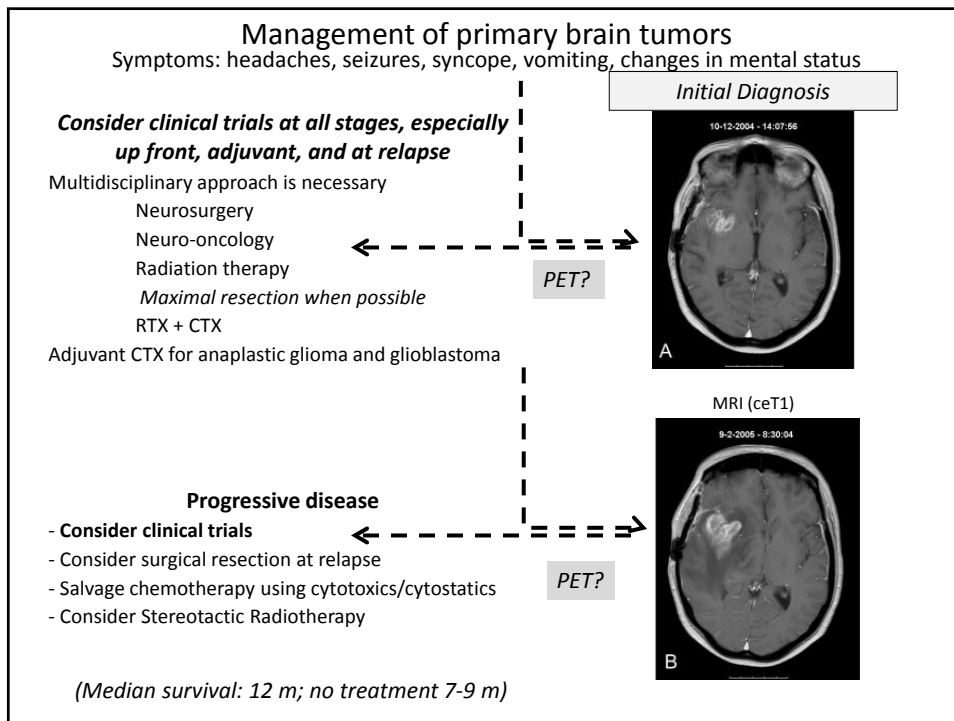 Management of primary brain tumors
Symptoms: headaches, seizures, syncope, vomiting, changes in mental status
Initial Diagnosis
10-12-2004 - 14:07:56
Consider clinical trials at all stages, especially
up front, adjuvant, and at relapse
Multidisciplinary approach is necessary
Neurosurgery
Neuro-oncology
Radiation therapy
PET?
Maximal resection when possible
RTX + CTX
Adjuvant CTX for anaplastic glioma and glioblastoma
A
MRI (ceT1)
9-2-2005 - 8:30:04
Progressive disease
- Consider clinical trials
- Consider surgical resection at relapse
- Salvage chemotherapy using cytotoxics/cytostatics
- Consider Stereotactic Radiotherapy
PET?
B
(Median survival: 12 m; no treatment 7-9 m)